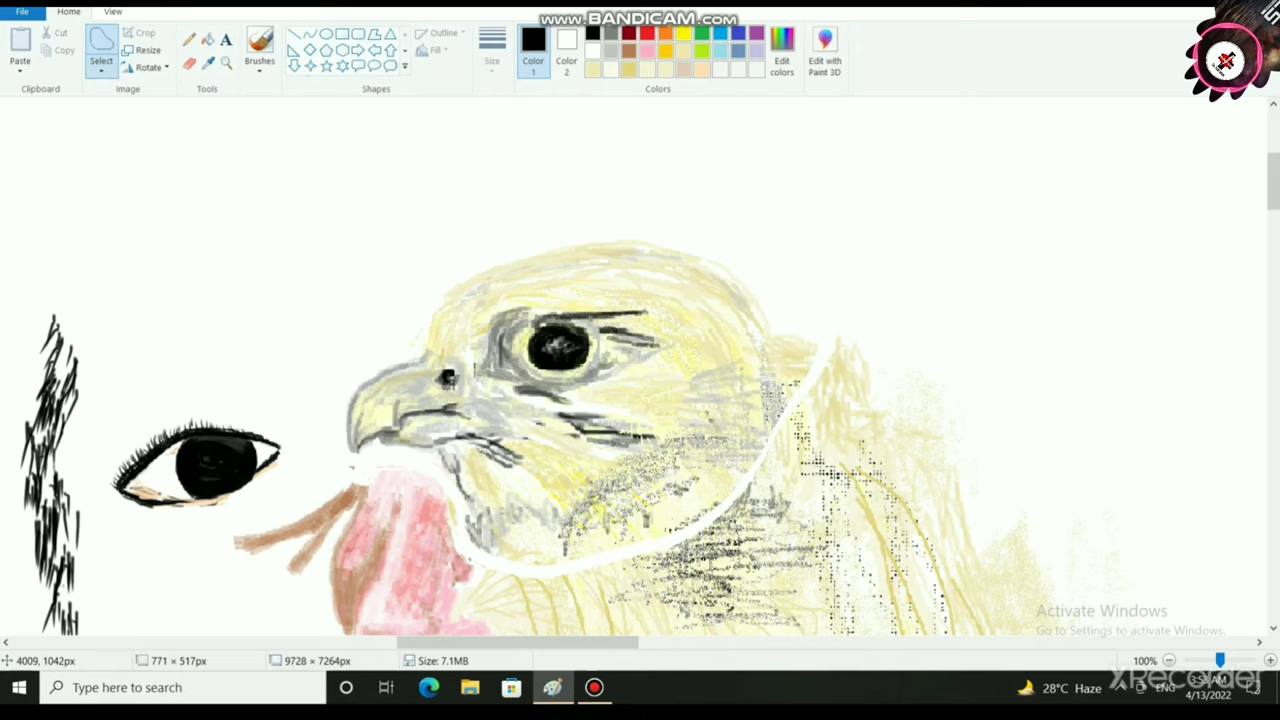 www.BANDICAM.com
File Home View
Paste
Cut
Copy
Clipboard
Select
Crop
Resize
Rotate
Image
Tools
Brushes
Shapes
Outline
Fill
Size
Color 1
Color 2
Colors
Edit colors
Edit with Paint 3D
Activate Windows
Go to Settings to activate Windows.
4009, 1042px
771 × 517px
9728 × 7264px
Size: 7.1MB
100%
Type here to search
28°C Haze
ENG
3:53 AM
4/13/2022
XRecorder